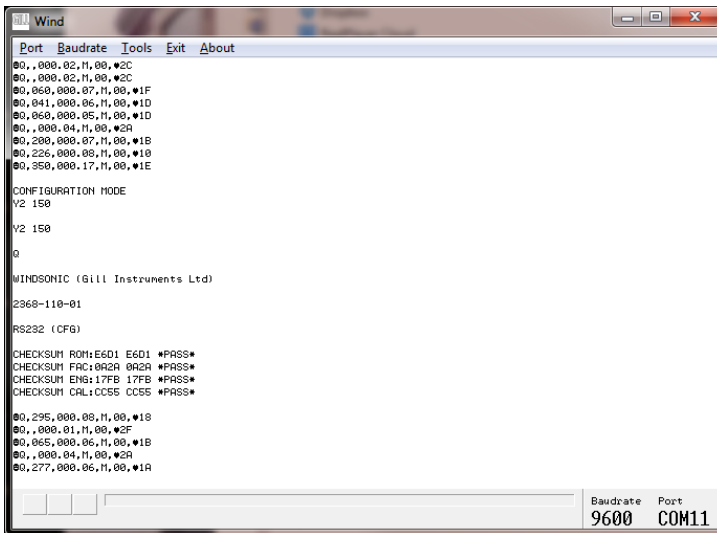 GILL Wind
Port Baudrate Tools Exit About
☻Q,,000.02,M,00,♥2C
☻Q,,000.02,M,00,♥2C
☻Q,060,000.07,M,00,♥1F
☻Q,041,000.06,M,00,♥1D
☻Q,060,000.05,M,00,♥1D
☻Q,,000.04,M,00,♥2A
☻Q,200,000.07,M,00,♥1B
☻Q,226,000.08,M,00,♥10
☻Q,350,000.17,M,00,♥1E
CONFIGURATION MODE
Y2 150
Y2 150
Q
WINDSONIC (Gill Instruments Ltd)
2368-110-01
RS232 (CFG)
CHECKSUM ROM:E6D1 E6D1 *PASS*
CHECKSUM FAC:0A2A 0A2A *PASS*
CHECKSUM ENG:17FB 17FB *PASS*
CHECKSUM CAL:CC55 CC55 *PASS*
☻Q,295,000.08,M,00,♥18
☻Q,,000.01,M,00,♥2F
☻Q,065,000.06,M,00,♥1B
☻Q,,000.04,M,00,♥2A
☻Q,277,000.06,M,00,♥1A
Baudrate Port
9600 COM11